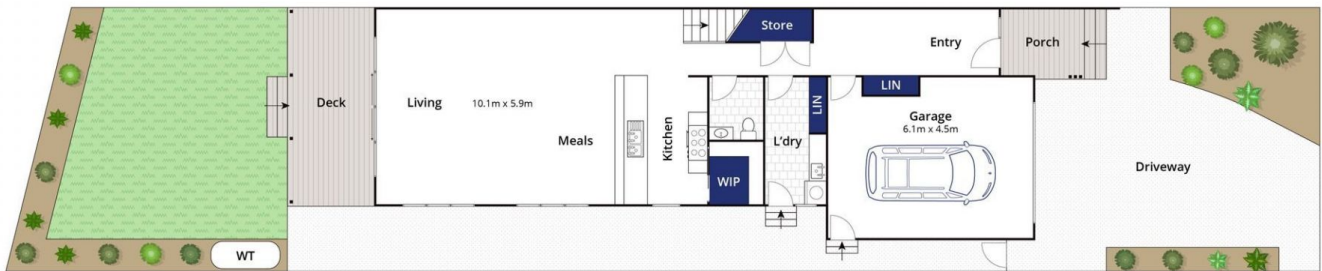 Store
Entry
Porch
LIN
Deck
Living
10.1m x 5.9m
Meals
Kitchen
WIP
L'dry
LIN
Garage
6.1m x 4.5m
Driveway
WT